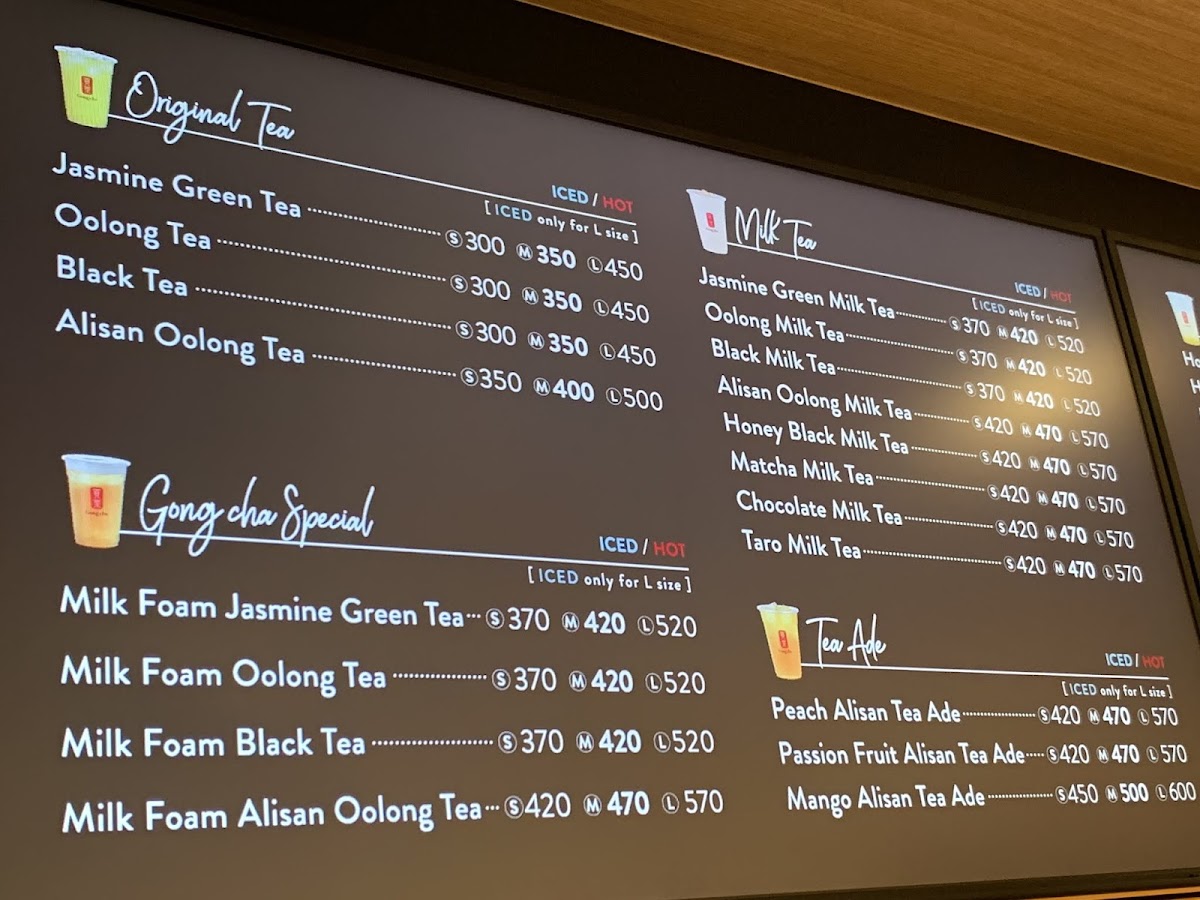 Original Tea
ICED / HOT
[ ICED only for L size ]
Jasmine Green Tea Ⓢ300 Ⓜ350 Ⓛ450
Oolong Tea Ⓢ300 Ⓜ350 Ⓛ450
Black Tea Ⓢ300 Ⓜ350 Ⓛ450
Alisan Oolong Tea Ⓢ350 Ⓜ400 Ⓛ500
Gong cha Special
ICED / HOT
[ ICED only for L size ]
Milk Foam Jasmine Green Tea Ⓢ370 Ⓜ420 Ⓛ520
Milk Foam Oolong Tea Ⓢ370 Ⓜ420 Ⓛ520
Milk Foam Black Tea Ⓢ370 Ⓜ420 Ⓛ520
Milk Foam Alisan Oolong Tea Ⓢ420 Ⓜ470 Ⓛ570
Milk Tea
ICED / HOT
[ ICED only for L size ]
Jasmine Green Milk Tea Ⓢ370 Ⓜ420 Ⓛ520
Oolong Milk Tea Ⓢ370 Ⓜ420 Ⓛ520
Black Milk Tea Ⓢ370 Ⓜ420 Ⓛ520
Alisan Oolong Milk Tea Ⓢ420 Ⓜ470 Ⓛ570
Honey Black Milk Tea Ⓢ420 Ⓜ470 Ⓛ570
Matcha Milk Tea Ⓢ420 Ⓜ470 Ⓛ570
Chocolate Milk Tea Ⓢ420 Ⓜ470 Ⓛ570
Taro Milk Tea Ⓢ420 Ⓜ470 Ⓛ570
Tea Ade
ICED / HOT
[ ICED only for L size ]
Peach Alisan Tea Ade Ⓢ420 Ⓜ470 Ⓛ570
Passion Fruit Alisan Tea Ade Ⓢ420 Ⓜ470 Ⓛ570
Mango Alisan Tea Ade Ⓢ450 Ⓜ500 Ⓛ600